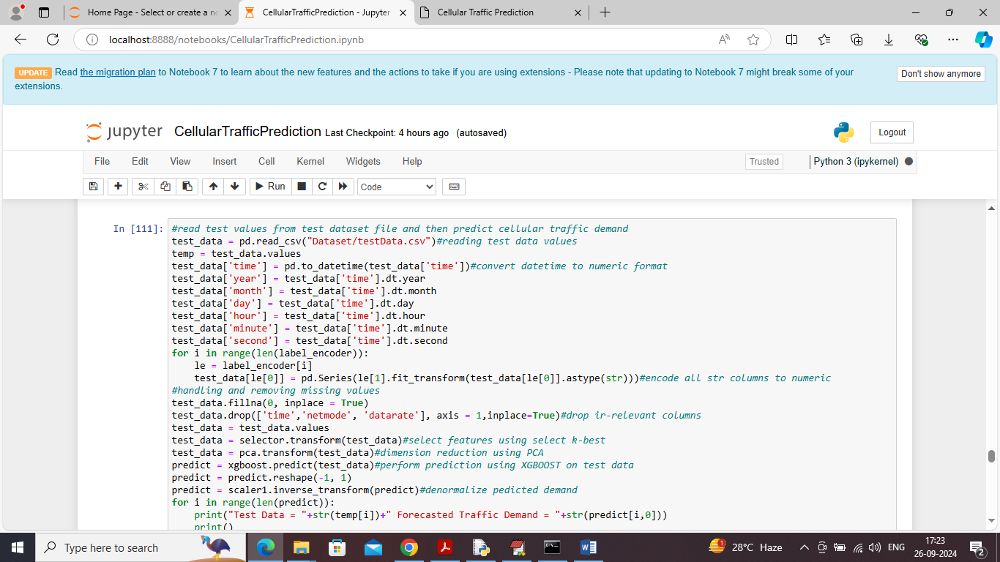 Home Page - Select or create a no
CellularTrafficPrediction - Jupyter
Cellular Traffic Prediction
localhost:8888/notebooks/CellularTrafficPrediction.ipynb
UPDATE Read the migration plan to Notebook 7 to learn about the new features and the actions to take if you are using extensions - Please note that updating to Notebook 7 might break some of your
extensions.
Don't show anymore
jupyter CellularTrafficPrediction Last Checkpoint: 4 hours ago (autosaved)
Logout
File Edit View Insert Cell Kernel Widgets Help
Trusted
Python 3 (ipykernel)
Run
Code
In [111]:
#read test values from test dataset file and then predict cellular traffic demand
test_data = pd.read_csv("Dataset/testData.csv")#reading test data values
temp = test_data.values
test_data['time'] = pd.to_datetime(test_data['time'])#convert datetime to numeric format
test_data['year'] = test_data['time'].dt.year
test_data['month'] = test_data['time'].dt.month
test_data['day'] = test_data['time'].dt.day
test_data['hour'] = test_data['time'].dt.hour
test_data['minute'] = test_data['time'].dt.minute
test_data['second'] = test_data['time'].dt.second
for i in range(len(label_encoder)):
    le = label_encoder[i]
    test_data[le[0]] = pd.Series(le[1].fit_transform(test_data[le[0]].astype(str)))#encode all str columns to numeric
#handling and removing missing values
test_data.fillna(0, inplace = True)
test_data.drop(['time','netmode', 'datarate'], axis = 1,inplace=True)#drop ir-relevant columns
test_data = test_data.values
test_data = selector.transform(test_data)#select features using select k-best
test_data = pca.transform(test_data)#dimension reduction using PCA
predict = xgboost.predict(test_data)#perform prediction using XGBOOST on test data
predict = predict.reshape(-1, 1)
predict = scaler1.inverse_transform(predict)#denormalize pedicted demand
for i in range(len(predict)):
    print("Test Data = "+str(temp[i])+" Forecasted Traffic Demand = "+str(predict[i,0]))
    print()
Type here to search
1
28°C Haze
ENG
17:23
26-09-2024
2